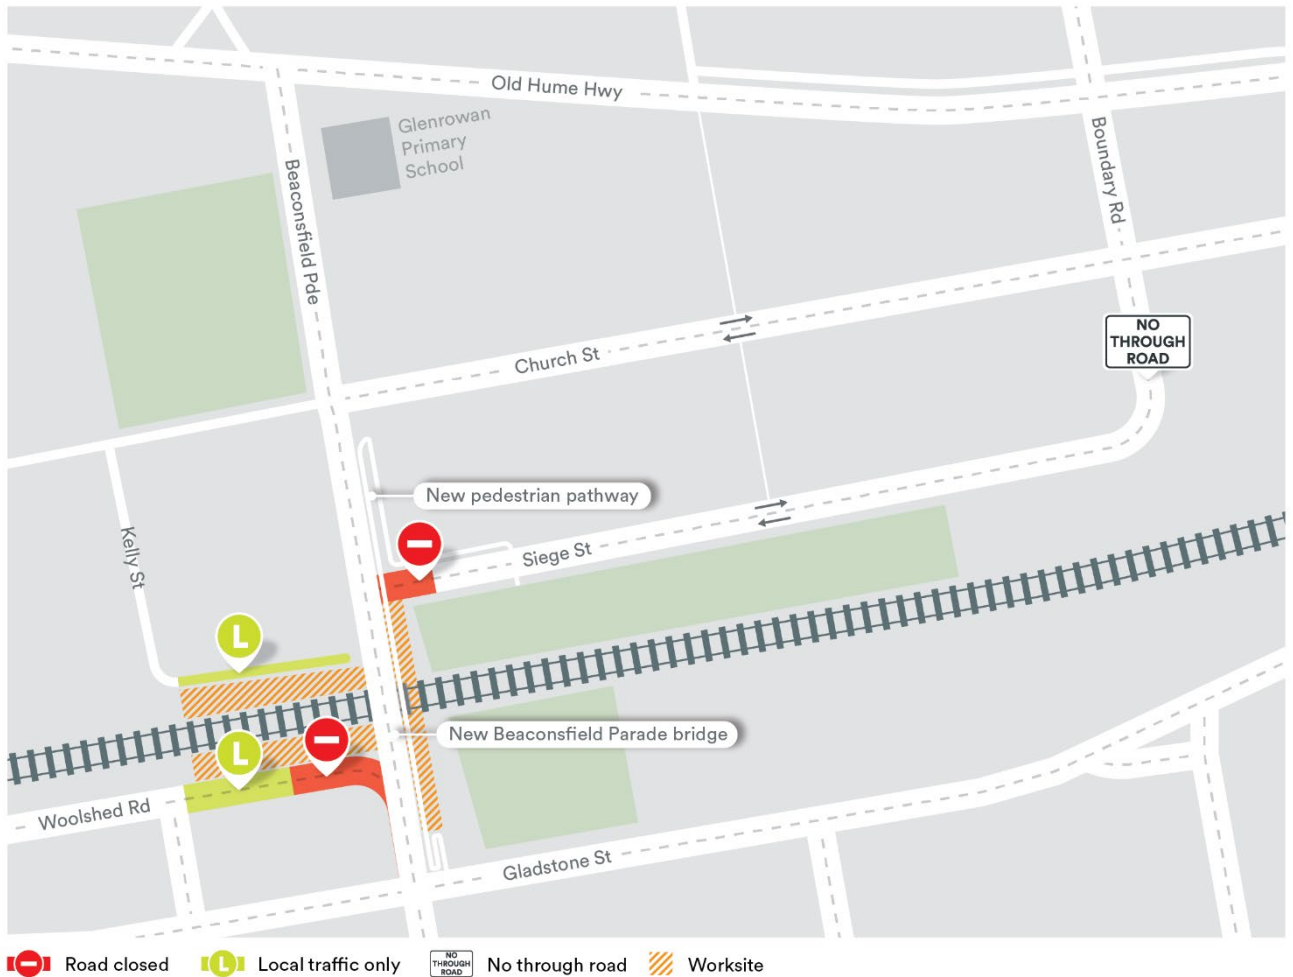 Old Hume Hwy
Glenrowan
Primary
School
Beaconsfield Pde
Boundary Rd
NO
THROUGH
ROAD
Church St
New pedestrian pathway
Kelly St
Siege St
L
New Beaconsfield Parade bridge
L
Woolshed Rd
Gladstone St
Road closed
L Local traffic only
NO
THROUGH
ROAD
No through road
Worksite